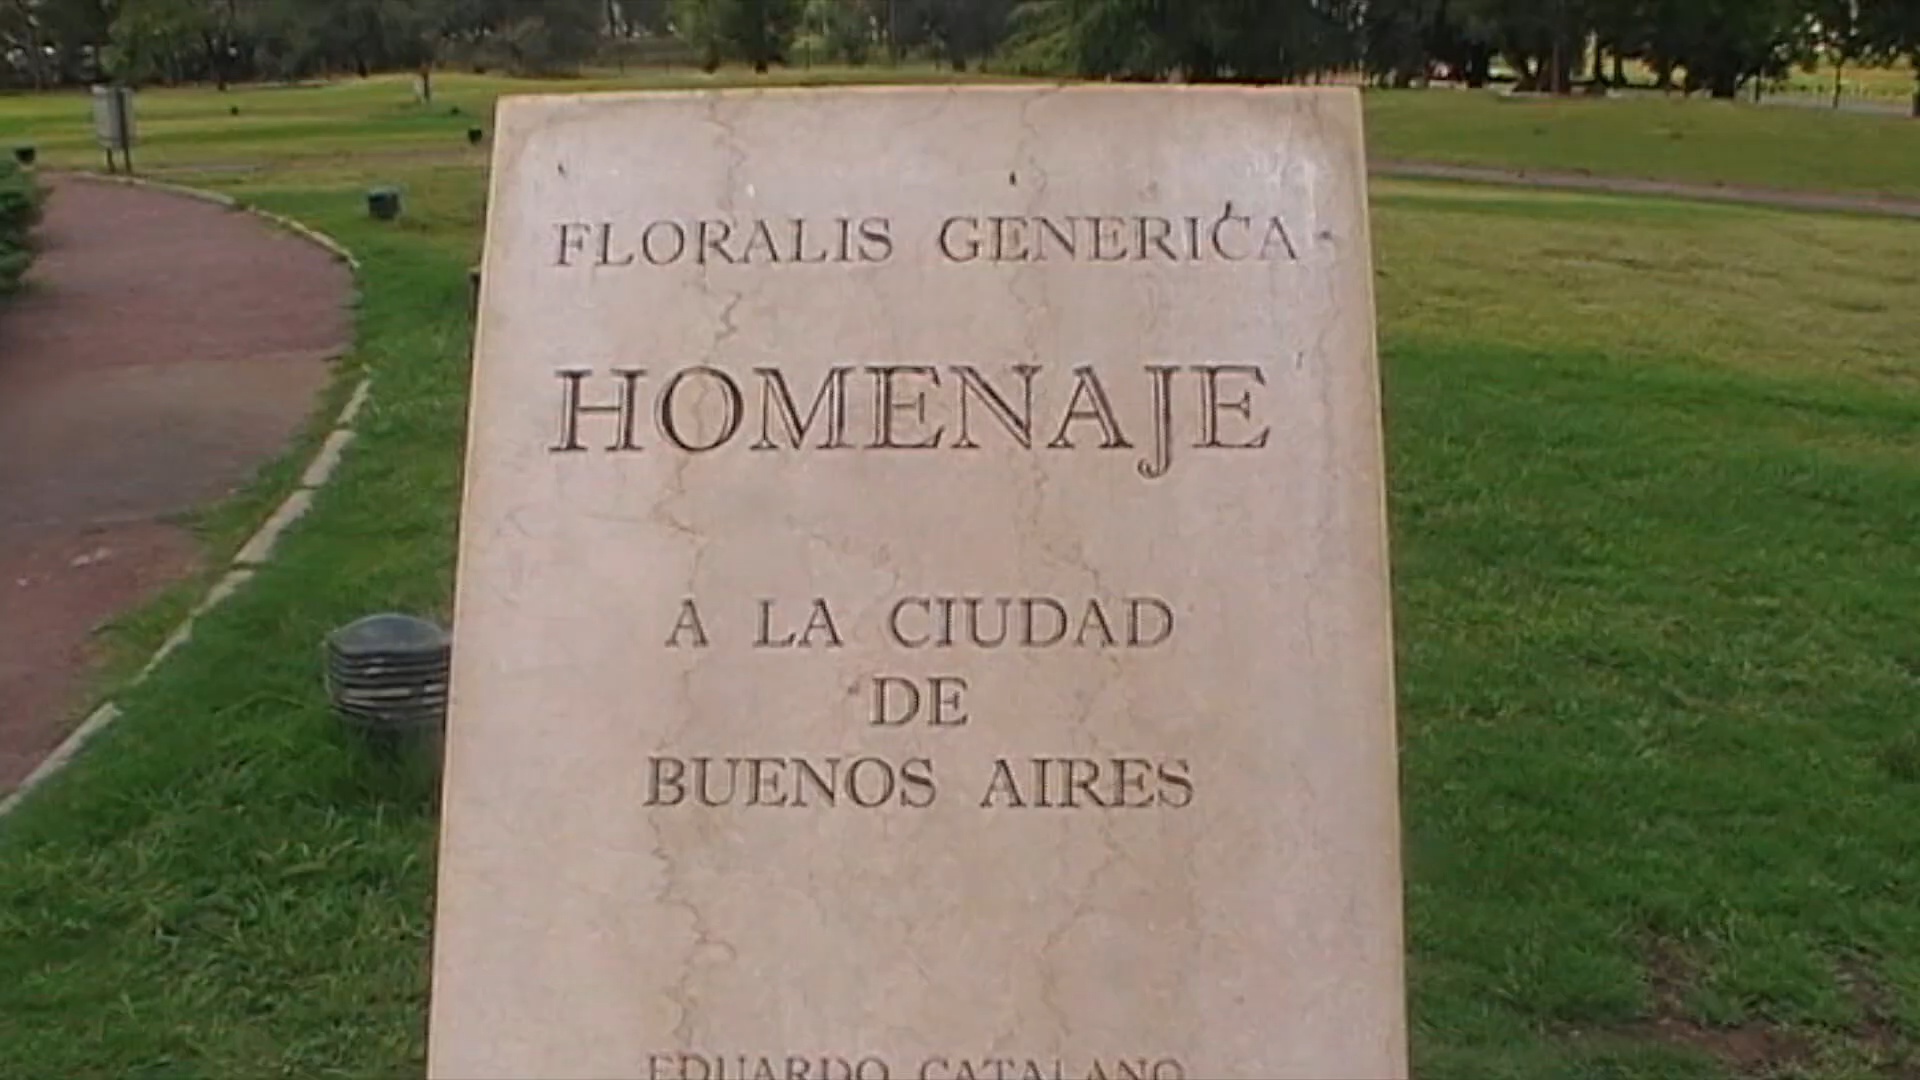 FLORALIS GENERICA
HOMENAJE
A LA CIUDAD
DE
BUENOS AIRES
EDUARDO CATALANO